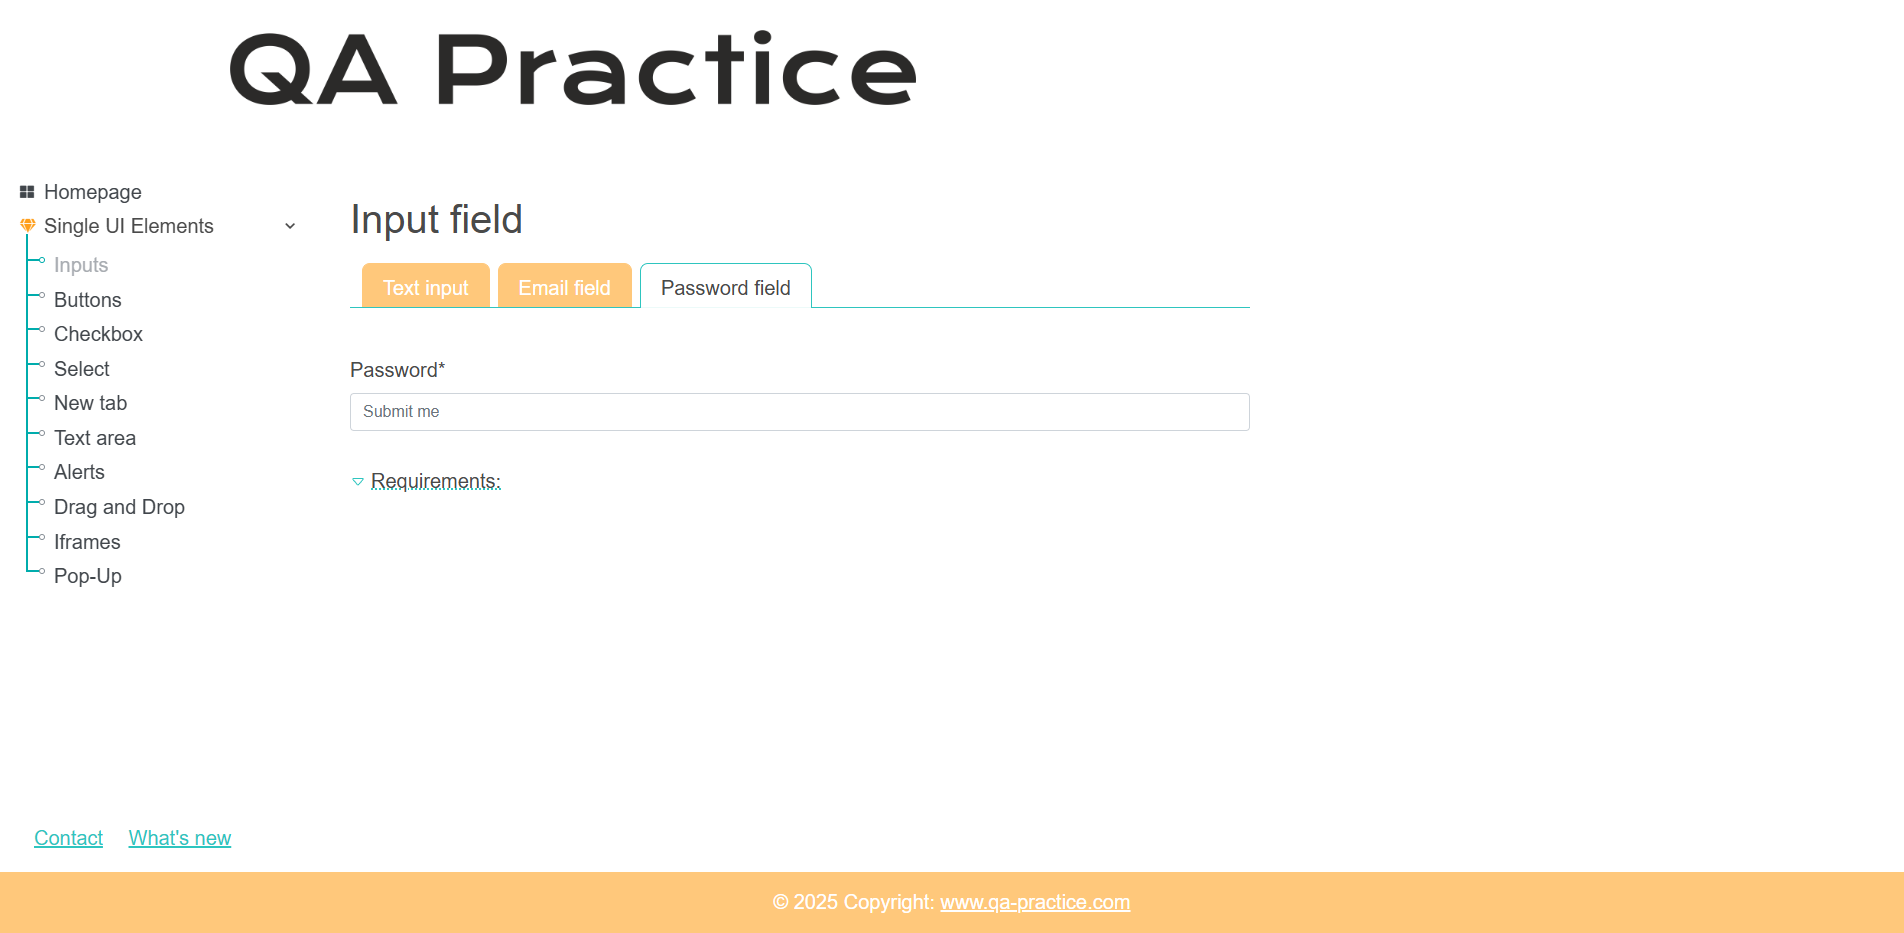 QA Practice
Homepage
Single UI Elements
Inputs
Buttons
Checkbox
Select
New tab
Text area
Alerts
Drag and Drop
Iframes
Pop-Up
Input field
Text input Email field Password field
Password*
Submit me
Requirements:
Contact What's new
© 2025 Copyright: www.qa-practice.com